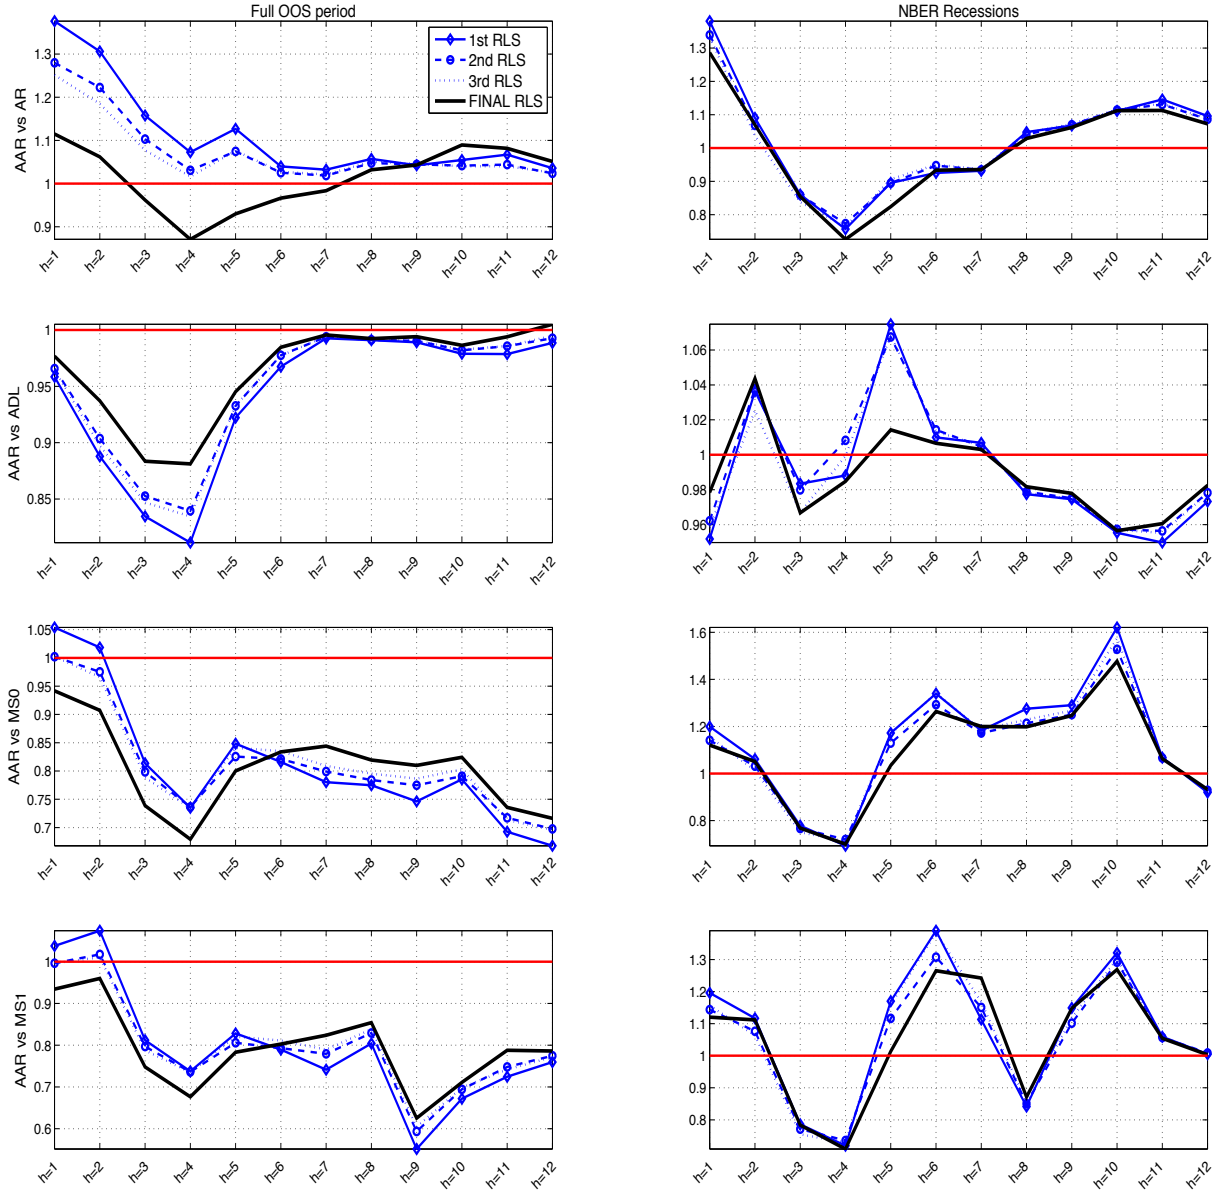 Full OOS period
NBER Recessions
AAR vs AR
1.3
1.2
1.1
1
0.9
1st RLS
2nd RLS
3rd RLS
FINAL RLS
h=1 h=2 h=3 h=4 h=5 h=6 h=7 h=8 h=9 h=10 h=11 h=12
1.3
1.2
1.1
1
0.9
0.8
h=1 h=2 h=3 h=4 h=5 h=6 h=7 h=8 h=9 h=10 h=11 h=12
AAR vs ADL
1
0.95
0.9
0.85
h=1 h=2 h=3 h=4 h=5 h=6 h=7 h=8 h=9 h=10 h=11 h=12
1.06
1.04
1.02
1
0.98
0.96
h=1 h=2 h=3 h=4 h=5 h=6 h=7 h=8 h=9 h=10 h=11 h=12
AAR vs MS0
1.05
1
0.95
0.9
0.85
0.8
0.75
0.7
h=1 h=2 h=3 h=4 h=5 h=6 h=7 h=8 h=9 h=10 h=11 h=12
1.6
1.4
1.2
1
0.8
h=1 h=2 h=3 h=4 h=5 h=6 h=7 h=8 h=9 h=10 h=11 h=12
AAR vs MS1
1
0.9
0.8
0.7
0.6
h=1 h=2 h=3 h=4 h=5 h=6 h=7 h=8 h=9 h=10 h=11 h=12
1.3
1.2
1.1
1
0.9
0.8
h=1 h=2 h=3 h=4 h=5 h=6 h=7 h=8 h=9 h=10 h=11 h=12